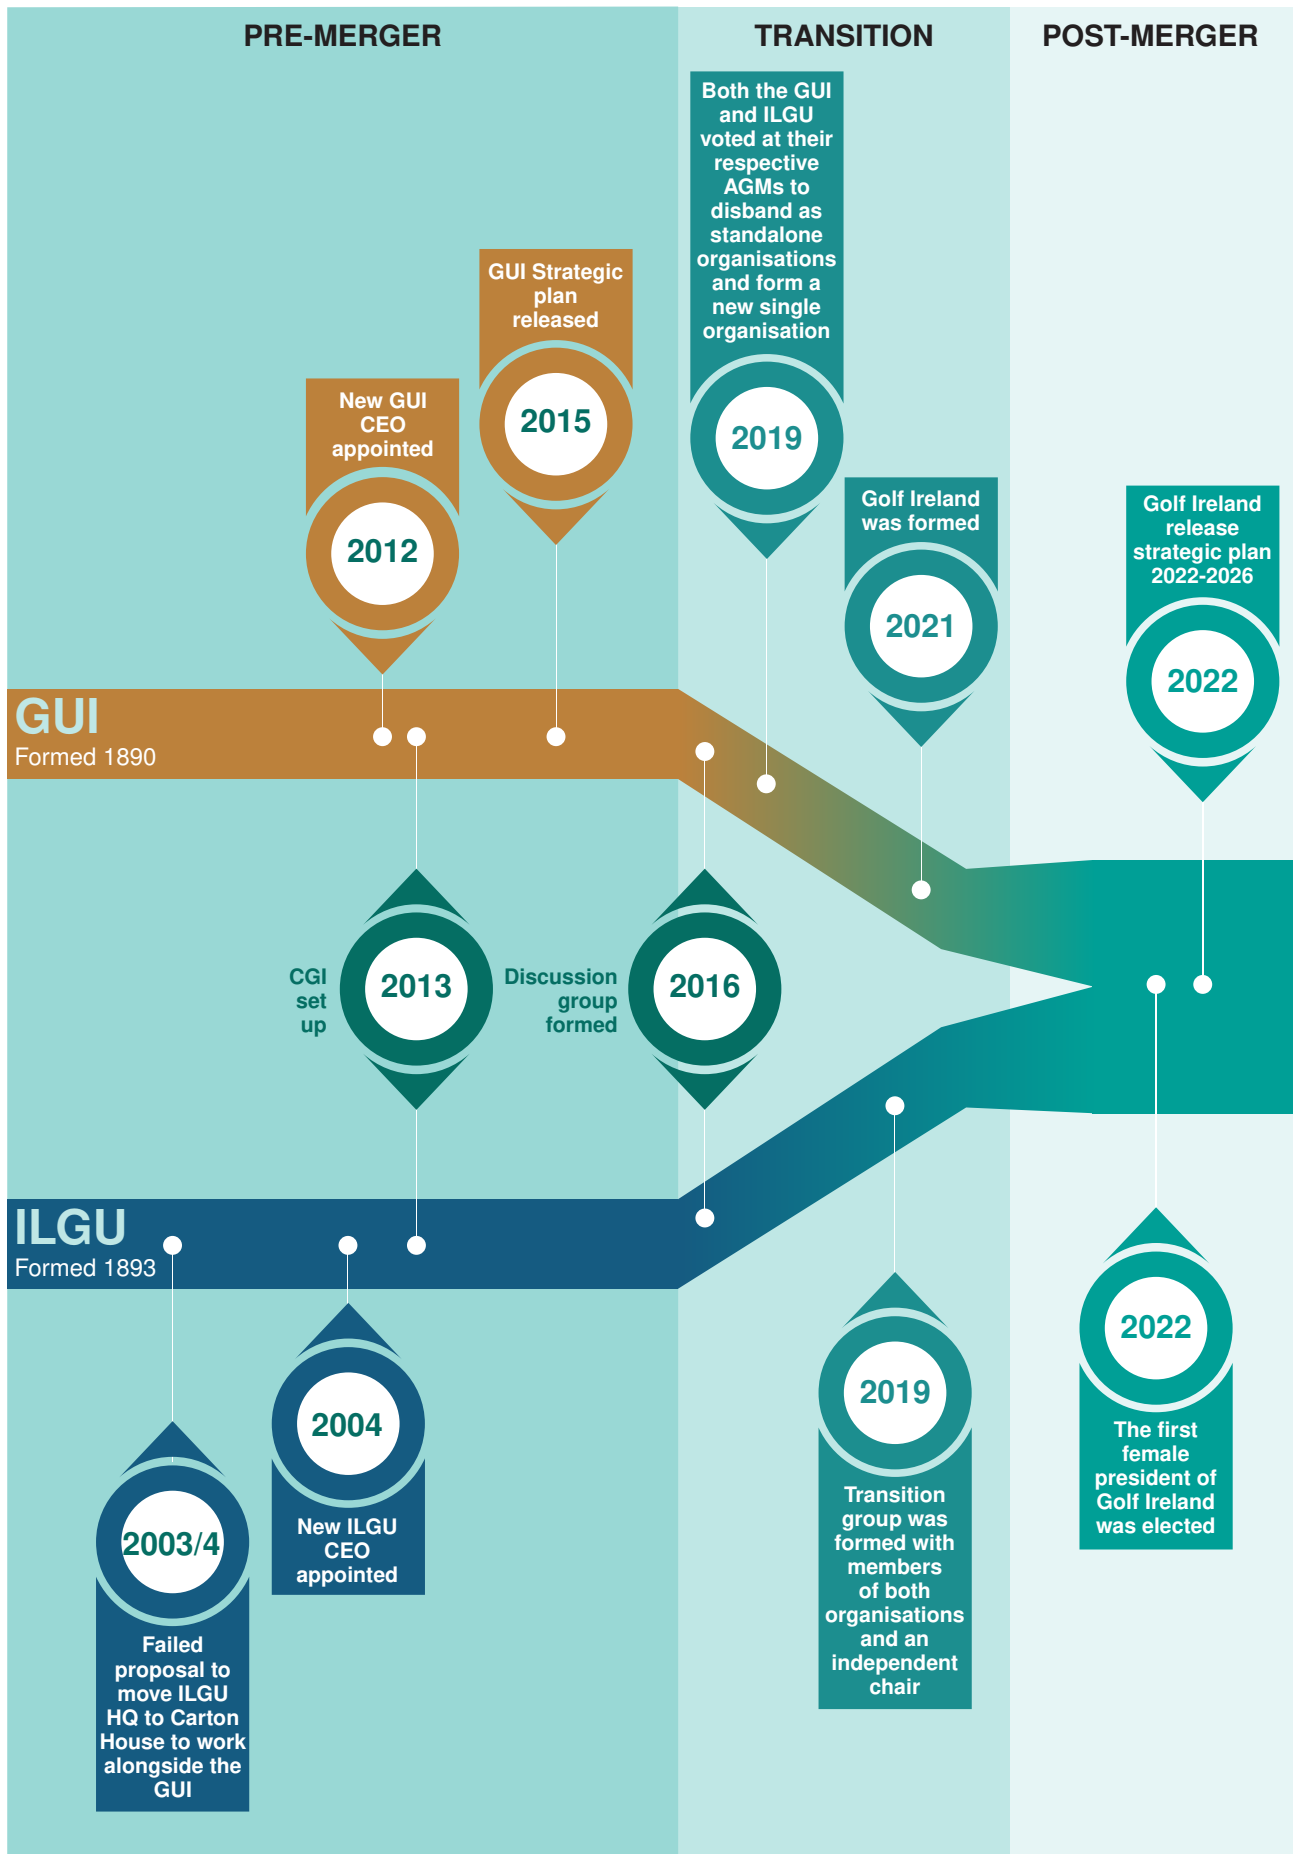 PRE-MERGER
TRANSITION
POST-MERGER
Both the GUI
and ILGU
voted at their
respective
AGMs to
disband as
standalone
organisations
and form a
new single
organisation
2019
GUI Strategic
plan
released
2015
New GUI
CEO
appointed
2012
Golf Ireland
was formed
2021
Golf Ireland
release
strategic plan
2022-2026
2022
GUI
Formed 1890
CGI
set
up
2013
Discussion
group
formed
2016
ILGU
Formed 1893
2003/4
Failed
proposal to
move ILGU
HQ to Carton
House to work
alongside the
GUI
2004
New ILGU
CEO
appointed
2019
Transition
group was
formed with
members
of both
organisations
and an
independent
chair
2022
The first
female
president of
Golf Ireland
was elected